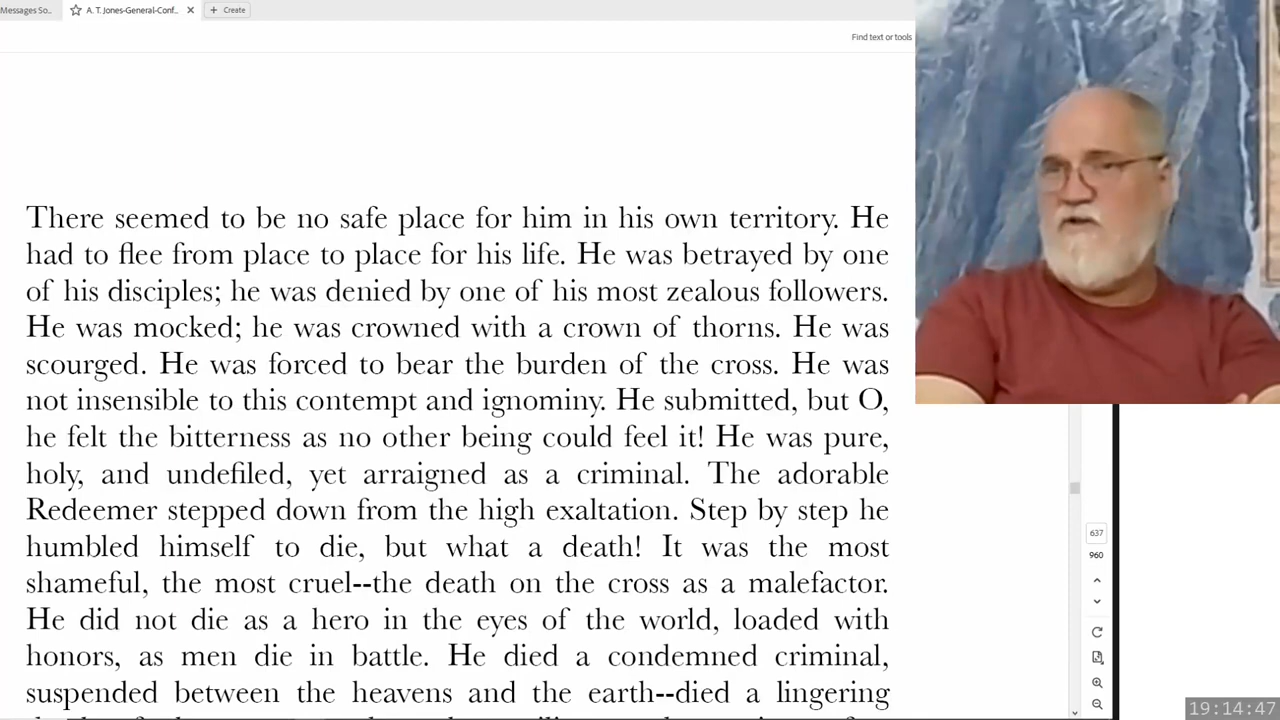 Messages So...
A. T. Jones-General-Conf...
Create
Find text or tools
There seemed to be no safe place for him in his own territory. He
had to flee from place to place for his life. He was betrayed by one
of his disciples; he was denied by one of his most zealous followers.
He was mocked; he was crowned with a crown of thorns. He was
scourged. He was forced to bear the burden of the cross. He was
not insensible to this contempt and ignominy. He submitted, but O,
he felt the bitterness as no other being could feel it! He was pure,
holy, and undefiled, yet arraigned as a criminal. The adorable
Redeemer stepped down from the high exaltation. Step by step he
humbled himself to die, but what a death! It was the most
shameful, the most cruel--the death on the cross as a malefactor.
He did not die as a hero in the eyes of the world, loaded with
honors, as men die in battle. He died a condemned criminal,
suspended between the heavens and the earth--died a lingering
637
960
19:14:47